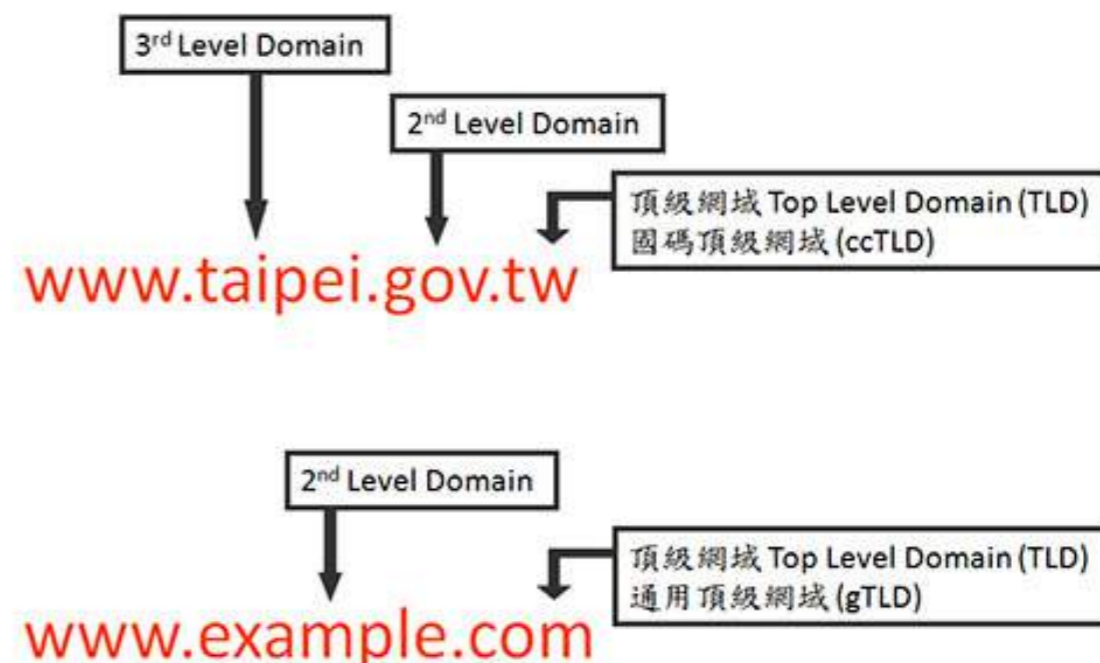 3rd Level Domain
2nd Level Domain
頂級網域 Top Level Domain (TLD)
國碼頂級網域 (ccTLD)
www.taipei.gov.tw
2nd Level Domain
頂級網域 Top Level Domain (TLD)
通用頂級網域 (gTLD)
www.example.com